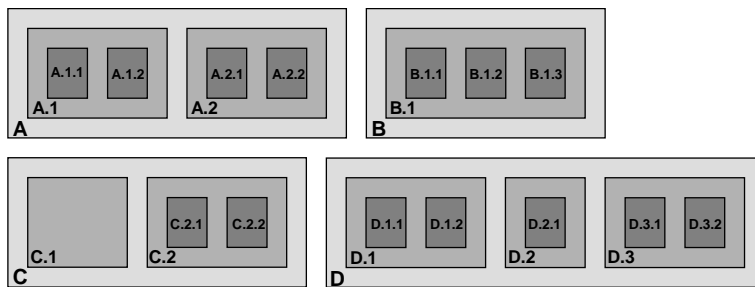 A.1.1 A.1.2 A.2.1 A.2.2 B.1.1 B.1.2 B.1.3
A.1 A.2 B.1
A B
C.2.1 C.2.2 D.1.1 D.1.2 D.2.1 D.3.1 D.3.2
C.1 C.2 D.1 D.2 D.3
C D